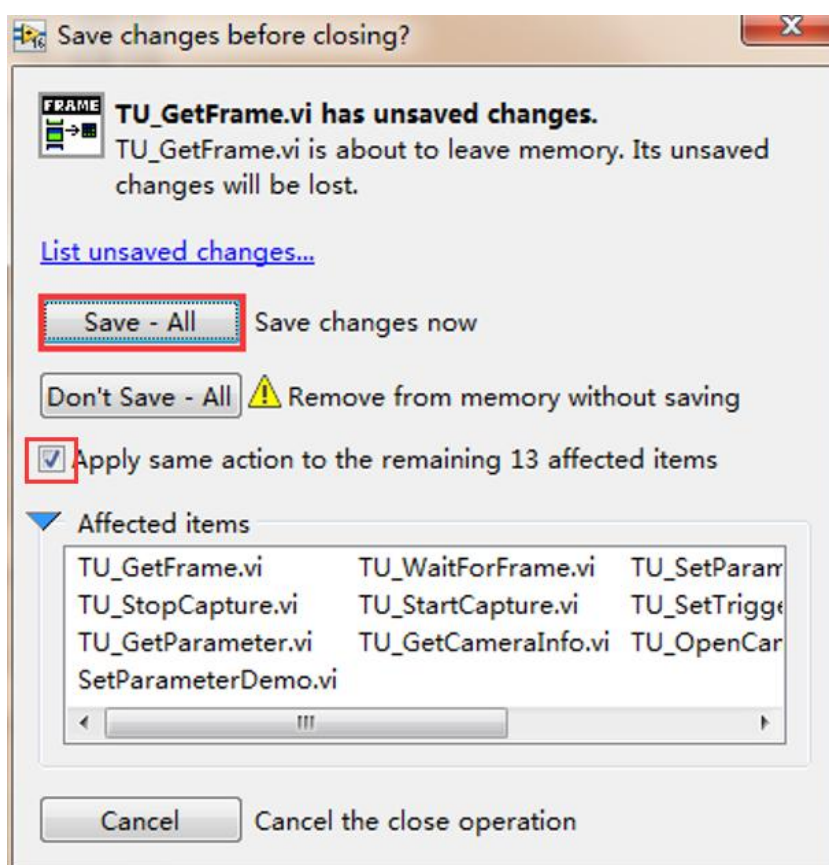 Save changes before closing?
FRAME
TU_GetFrame.vi has unsaved changes.
TU_GetFrame.vi is about to leave memory. Its unsaved
changes will be lost.
List unsaved changes...
Save - All Save changes now
Don't Save - All Remove from memory without saving
Apply same action to the remaining 13 affected items
Affected items
TU_GetFrame.vi TU_WaitForFrame.vi TU_SetParam
TU_StopCapture.vi TU_StartCapture.vi TU_SetTrigge
TU_GetParameter.vi TU_GetCameraInfo.vi TU_OpenCar
SetParameterDemo.vi
Cancel Cancel the close operation